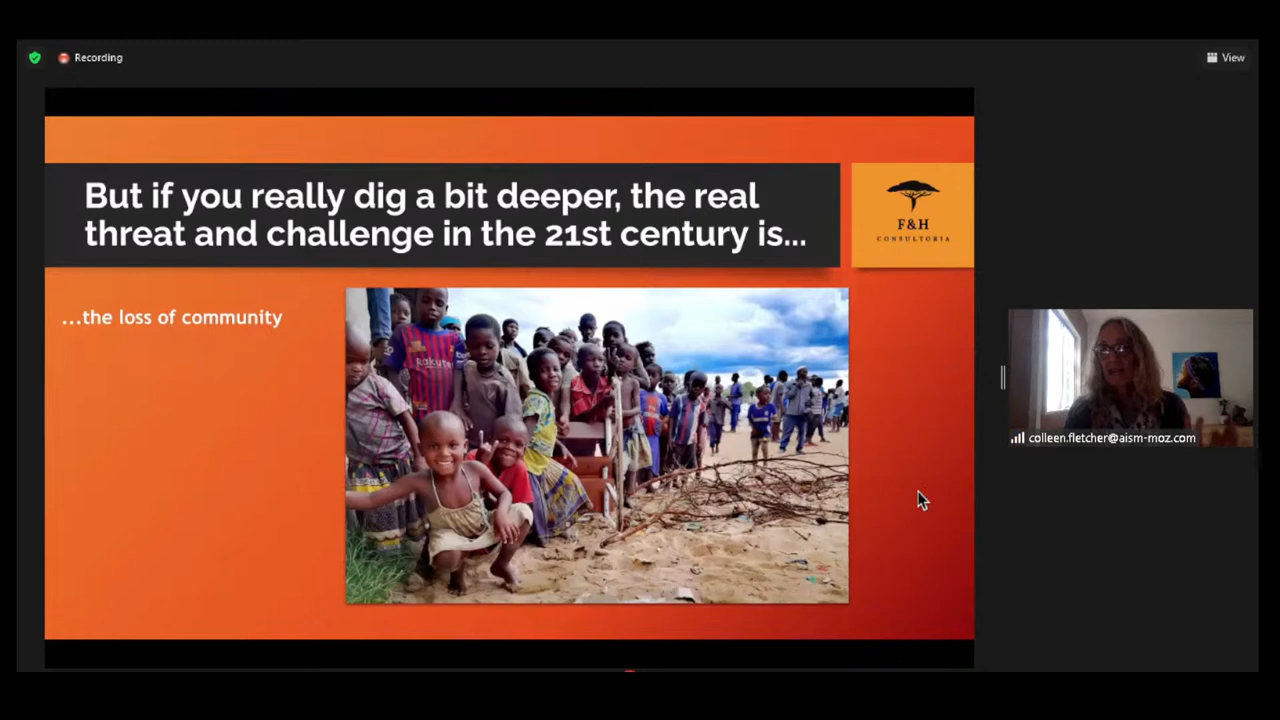 Recording
View
But if you really dig a bit deeper, the real
threat and challenge in the 21st century is...
F&H
CONSULTORIA
...the loss of community
Rakuten
colleen.fletcher@aism-moz.com